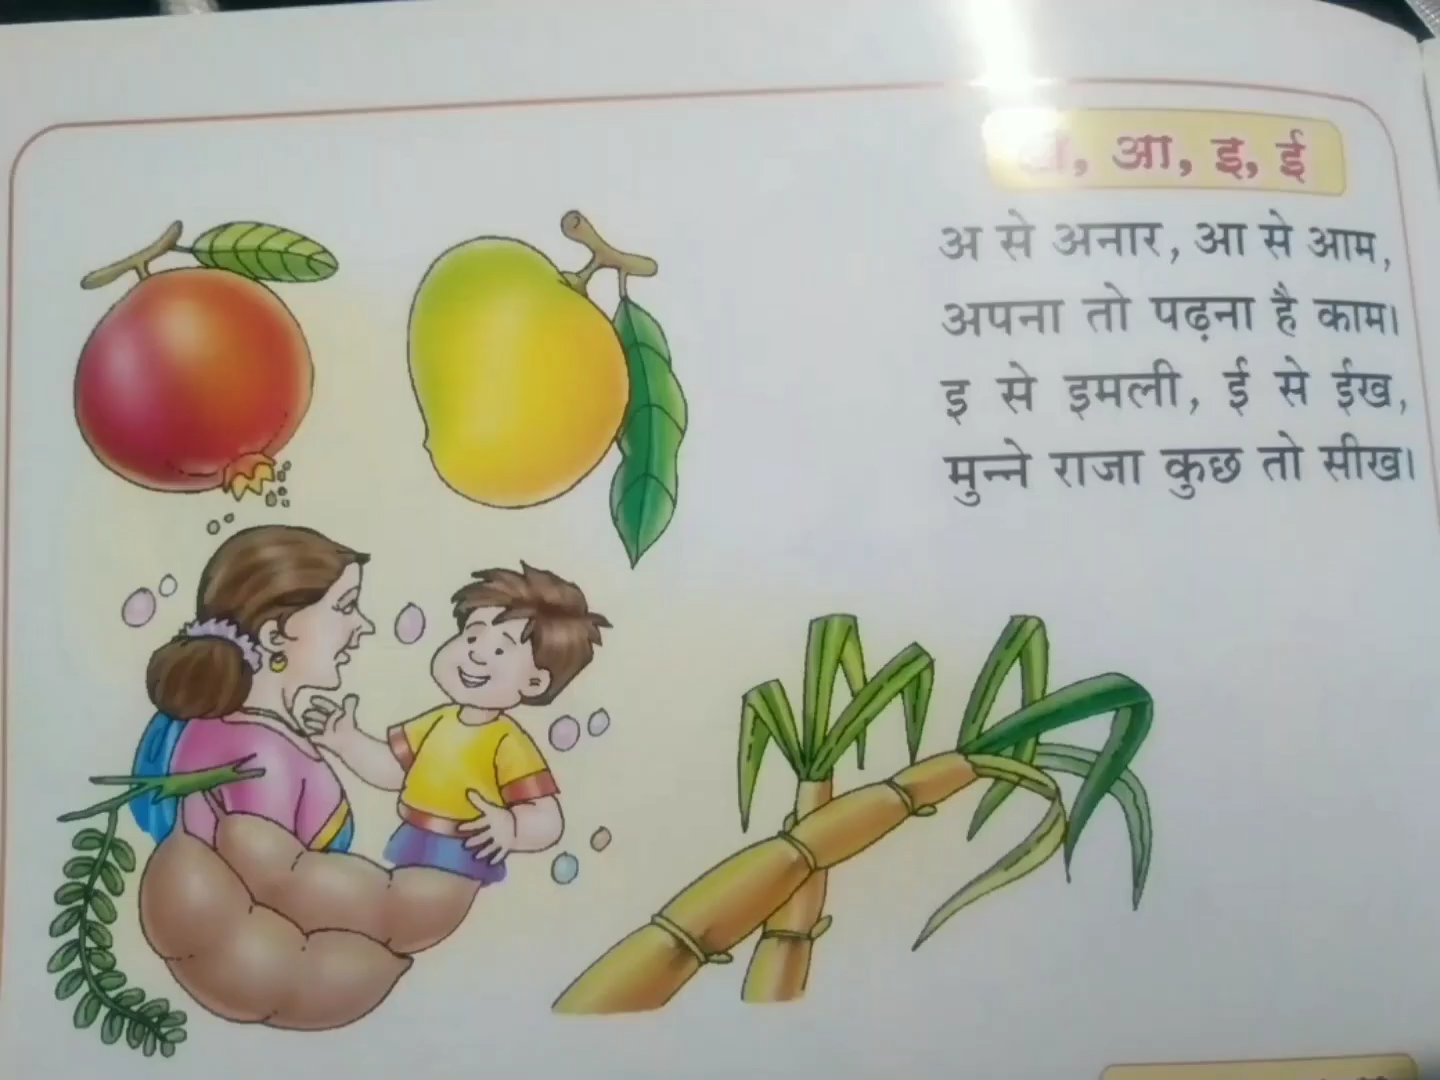 आ, इ, ई
अ से अनार, आ से आम,
अपना तो पढ़ना है काम।
इ से इमली, ई से ईख,
मुन्ने राजा कुछ तो सीख।